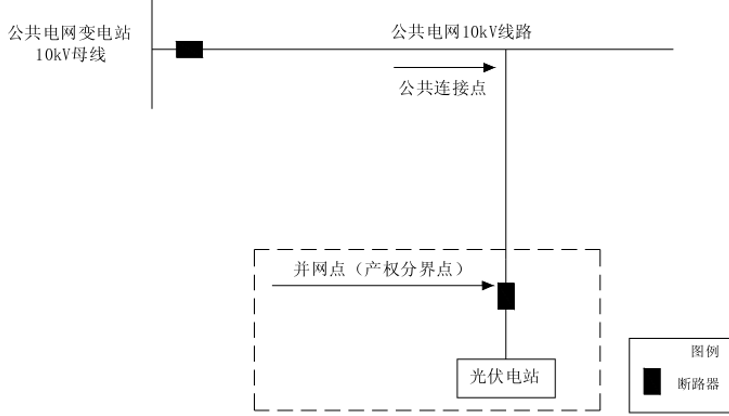 公共电网变电站
10kV母线
公共电网10kV线路
公共连接点
并网点（产权分界点）
光伏电站
图例
断路器